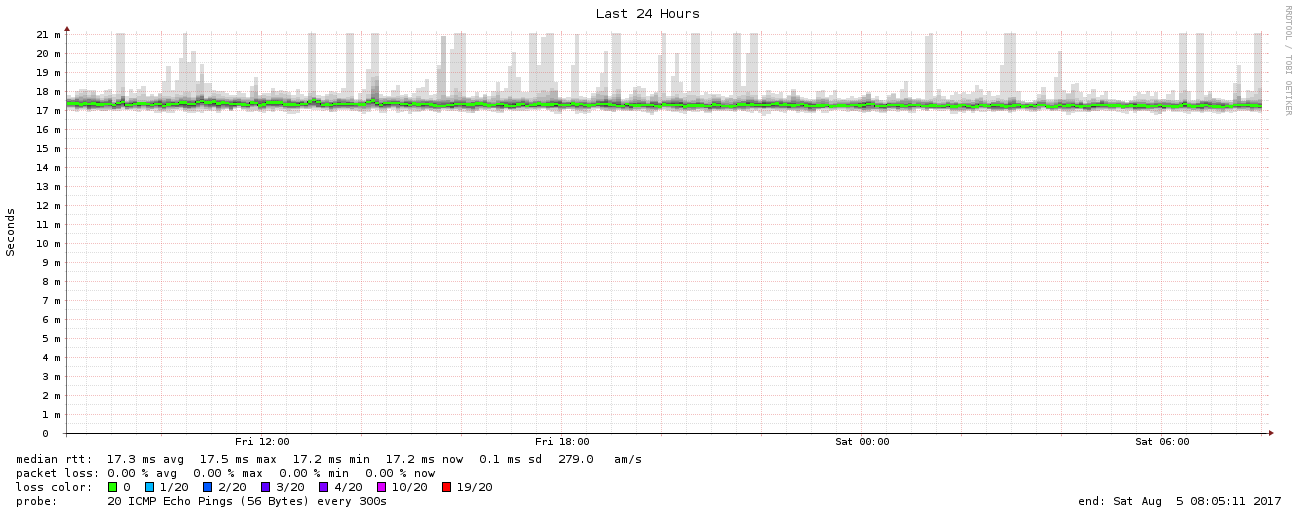 Last 24 Hours
RRDTOOL / TOBI OETIKER
Seconds
21 m
20 m
19 m
18 m
17 m
16 m
15 m
14 m
13 m
12 m
11 m
10 m
9 m
8 m
7 m
6 m
5 m
4 m
3 m
2 m
1 m
0
Fri 12:00 Fri 18:00 Sat 00:00 Sat 06:00
median rtt: 17.3 ms avg 17.5 ms max 17.2 ms min 17.2 ms now 0.1 ms sd 279.0 am/s
packet loss: 0.00 % avg 0.00 % max 0.00 % min 0.00 % now
loss color: 0 1/20 2/20 3/20 4/20 10/20 19/20
probe: 20 ICMP Echo Pings (56 Bytes) every 300s end: Sat Aug 5 08:05:11 2017